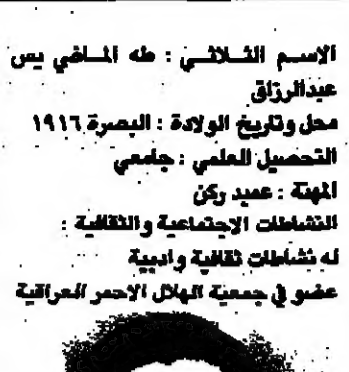 الاسم الثلاثي : طه الماضي يس
عبدالرزاق
محل وتاريخ الولادة : البصرة ١٩١٦
التحصيل العلمي : جامعي
المهنة : عميد ركن
النشاطات الاجتماعية والثقافية :
له نشاطات ثقافية وادبية
عضو في جمعية الهلال الاحمر العراقية